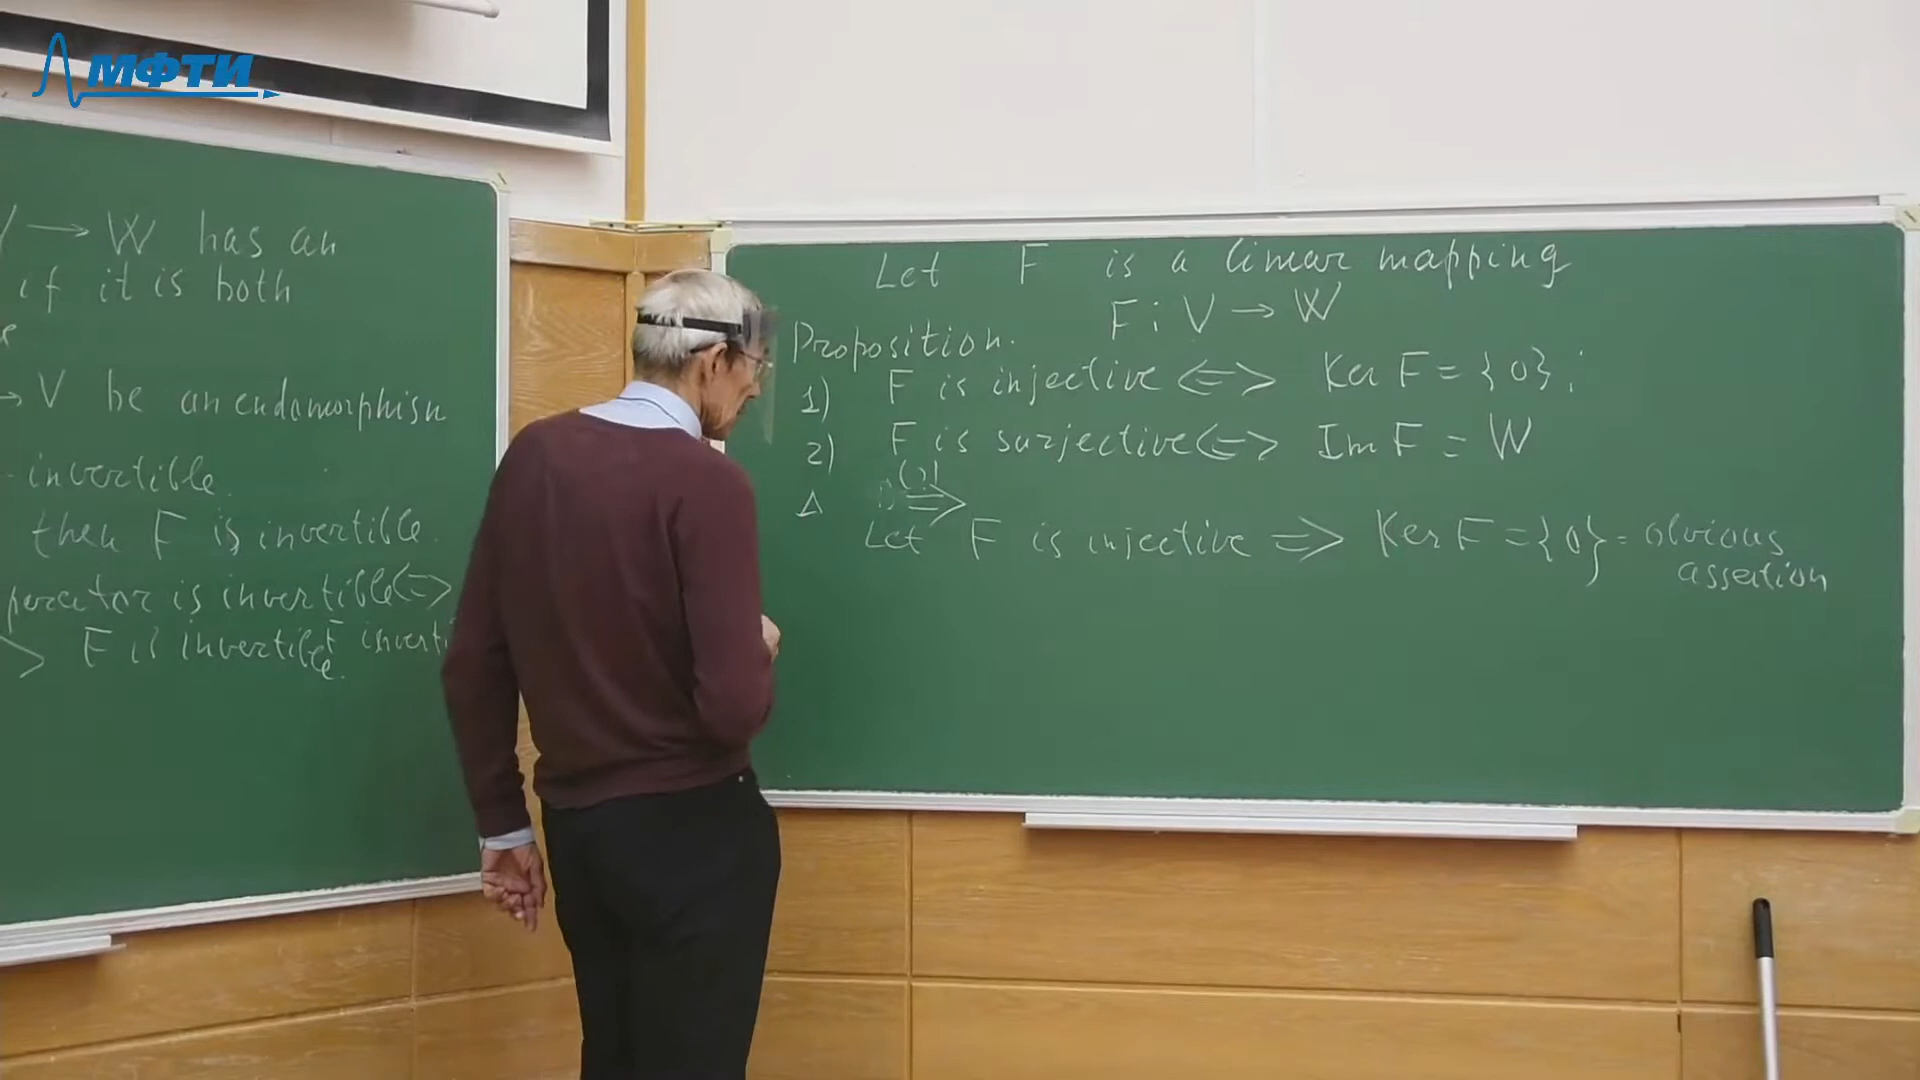 МФТИ
→ W has an
if it is both
→ V be an endomorphism
invertible.
then F is invertible.
is invertible <=>
F is invertible.
Let F is a linear mapping
F : V → W
Proposition.
1) F is injective <=> Ker F = {0};
2) F is surjective <=> Im F = W
Δ =>
Let F is injective => Ker F = {0} - obvious
assertion